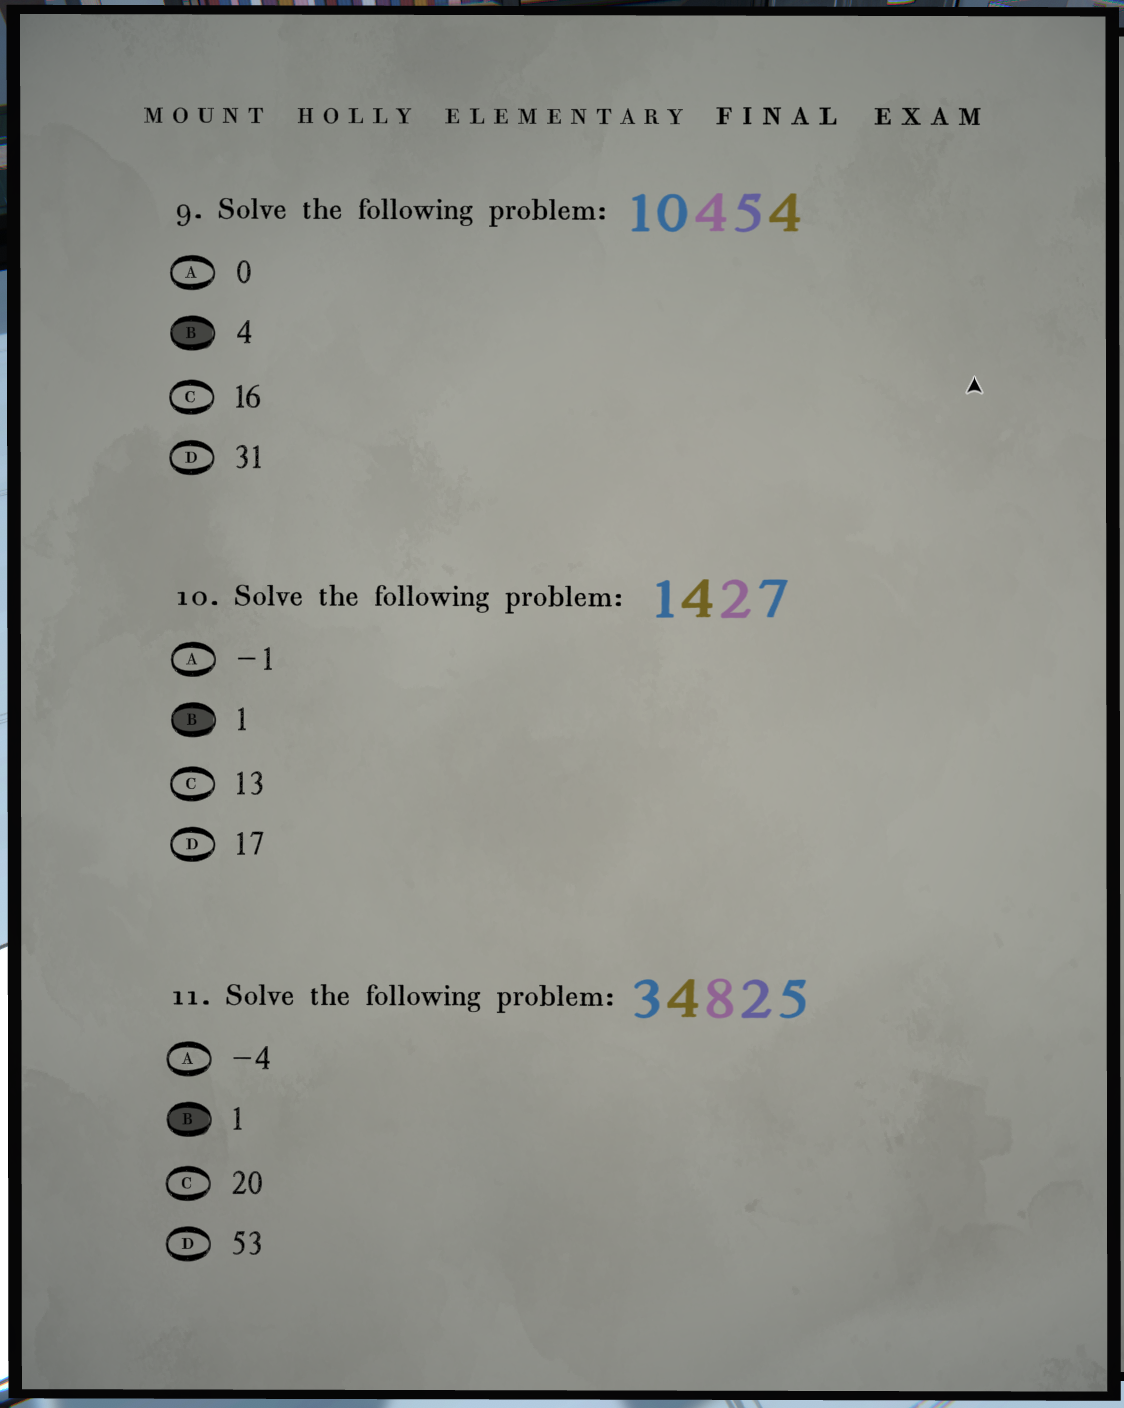 MOUNT HOLLY ELEMENTARY FINAL EXAM
9. Solve the following problem: 10454
A 0
B 4
C 16
D 31
10. Solve the following problem: 1427
A −1
B 1
C 13
D 17
11. Solve the following problem: 34825
A −4
B 1
C 20
D 53